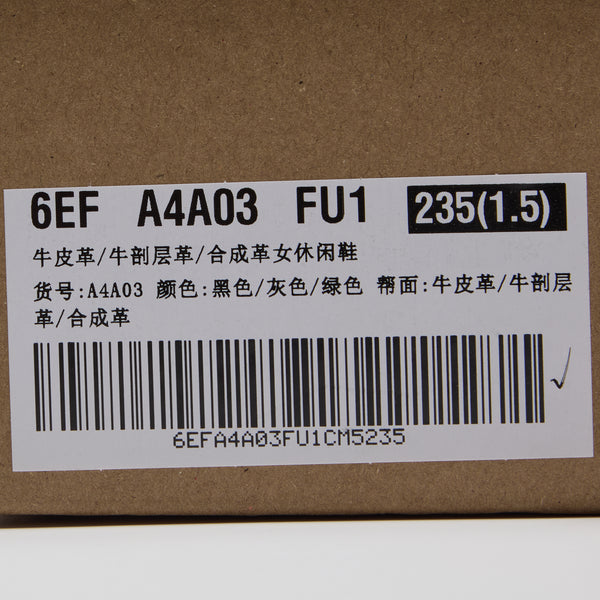 6EF A4A03 FU1 235(1.5)
牛皮革/牛剖层革/合成革女休闲鞋
货号:A4A03 颜色:黑色/灰色/绿色 帮面:牛皮革/牛剖层
革/合成革
6EFA4A03FU1CM5235